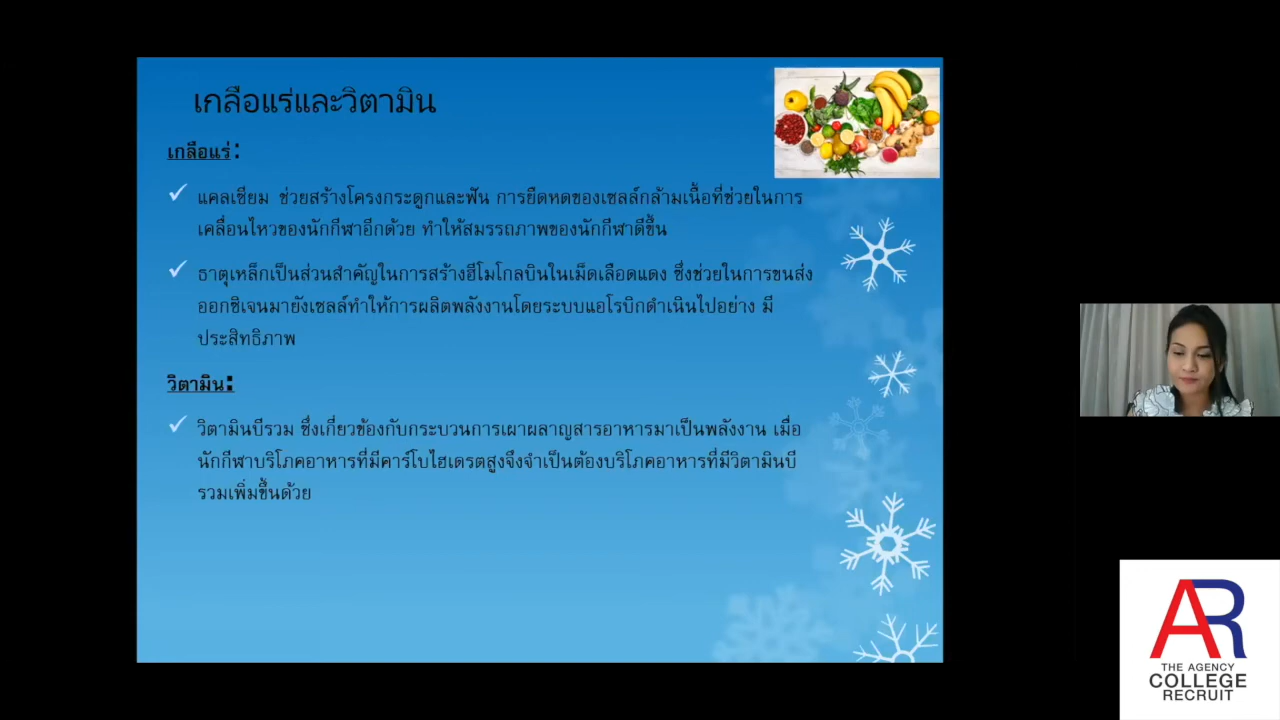 เกลือแร่และวิตามิน
เกลือแร่:
✓ แคลเซียม ช่วยสร้างโครงกระดูกและฟัน การยืดหดของเซลล์กล้ามเนื้อที่ช่วยในการ
เคลื่อนไหวของนักกีฬาอีกด้วย ทำให้สมรรถภาพของนักกีฬาดีขึ้น
✓ ธาตุเหล็กเป็นส่วนสำคัญในการสร้างฮีโมโกลบินในเม็ดเลือดแดง ซึ่งช่วยในการขนส่ง
ออกซิเจนมายังเซลล์ทำให้การผลิตพลังงานโดยระบบแอโรบิกดำเนินไปอย่าง มี
ประสิทธิภาพ
วิตามิน:
✓ วิตามินบีรวม ซึ่งเกี่ยวข้องกับกระบวนการเผาผลาญสารอาหารมาเป็นพลังงาน เมื่อ
นักกีฬาบริโภคอาหารที่มีคาร์โบไฮเดรตสูงจึงจำเป็นต้องบริโภคอาหารที่มีวิตามินบี
รวมเพิ่มขึ้นด้วย
AR
THE AGENCY
COLLEGE
RECRUIT